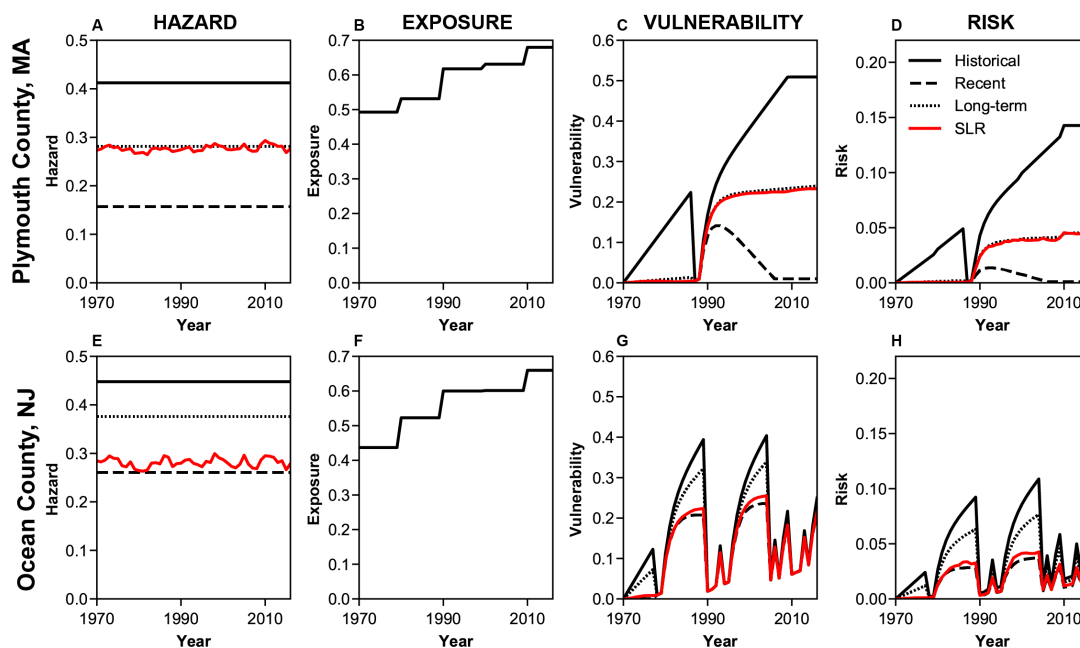 A HAZARD B EXPOSURE C VULNERABILITY D RISK
Plymouth County, MA
Hazard
0.5
0.4
0.3
0.2
0.1
0.0
1970 1990 2010
Year
Exposure
0.7
0.6
0.5
0.4
0.3
0.2
0.1
0.0
1970 1990 2010
Year
Vulnerability
0.6
0.5
0.4
0.3
0.2
0.1
0.0
1970 1990 2010
Year
Risk
0.20
0.15
0.10
0.05
0.00
1970 1990 2010
Year
Historical
Recent
Long-term
SLR
Ocean County, NJ
E
Hazard
0.5
0.4
0.3
0.2
0.1
0.0
1970 1990 2010
Year
F
Exposure
0.7
0.6
0.5
0.4
0.3
0.2
0.1
0.0
1970 1990 2010
Year
G
Vulnerability
0.6
0.5
0.4
0.3
0.2
0.1
0.0
1970 1990 2010
Year
H
Risk
0.20
0.15
0.10
0.05
0.00
1970 1990 2010
Year